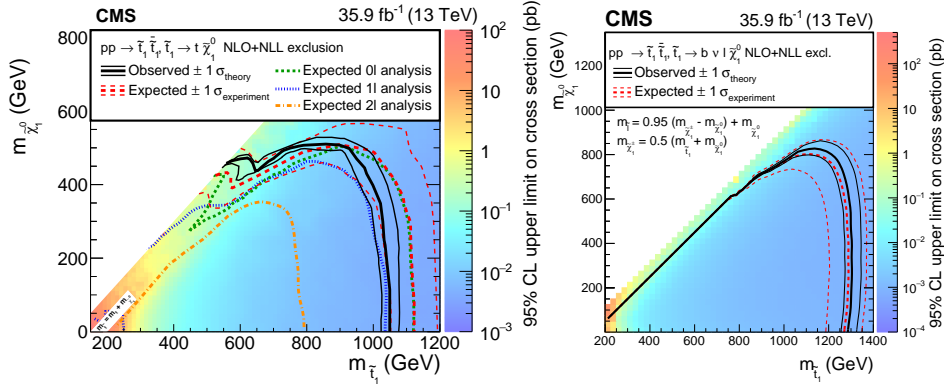 CMS 35.9 fb⁻¹ (13 TeV)
pp → t̃₁ t̃̄₁, t̃₁ → t χ̃₁⁰ NLO+NLL exclusion
Observed ± 1 σ_theory
Expected ± 1 σ_experiment
Expected 0l analysis
Expected 1l analysis
Expected 2l analysis
m_χ̃₁⁰ (GeV)
800
700
600
500
400
300
200
100
0
200 400 600 800 1000 1200
m_t̃₁ (GeV)
10²
10
1
10⁻¹
10⁻²
10⁻³
95% CL upper limit on cross section (pb)
CMS 35.9 fb⁻¹ (13 TeV)
pp → t̃₁ t̃̄₁, t̃₁ → b ν l χ̃₁⁰ NLO+NLL excl.
Observed ± 1 σ_theory
Expected ± 1 σ_experiment
m_l̃ = 0.95 (m_χ̃₁± - m_χ̃₁⁰) + m_χ̃₁⁰
m_χ̃₁± = 0.5 (m_t̃₁ + m_χ̃₁⁰)
m_χ̃₁⁰ (GeV)
1000
800
600
400
200
200 400 600 800 1000 1200 1400
m_t̃₁ (GeV)
10²
10
1
10⁻¹
10⁻²
10⁻³
10⁻⁴
95% CL upper limit on cross section (pb)